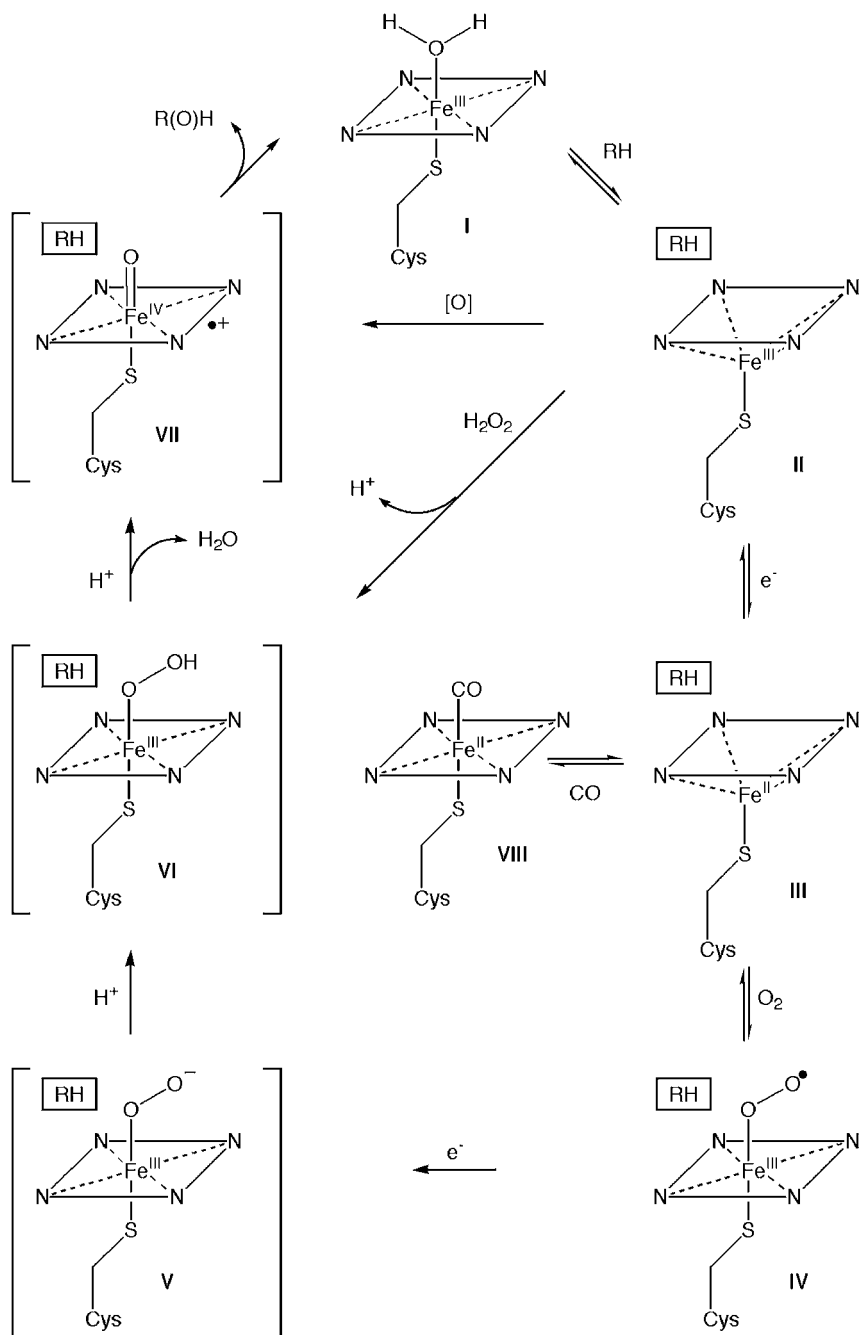 H H
O
N N
Fe III
N N
S
Cys
I
R(O)H
RH
RH
O
N N
Fe IV
N N
•+
S
Cys
VII
[O]
RH
N N
N N
Fe III
S
Cys
II
H2O2
H+
H+
H2O
e-
RH
O OH
N N
Fe III
N N
S
Cys
VI
CO
N N
Fe II
N N
S
Cys
VIII
CO
RH
N N
N N
Fe II
S
Cys
III
H+
O2
RH
O O−
N N
Fe III
N N
S
Cys
V
e-
RH
O O•
N N
Fe III
N N
S
Cys
IV